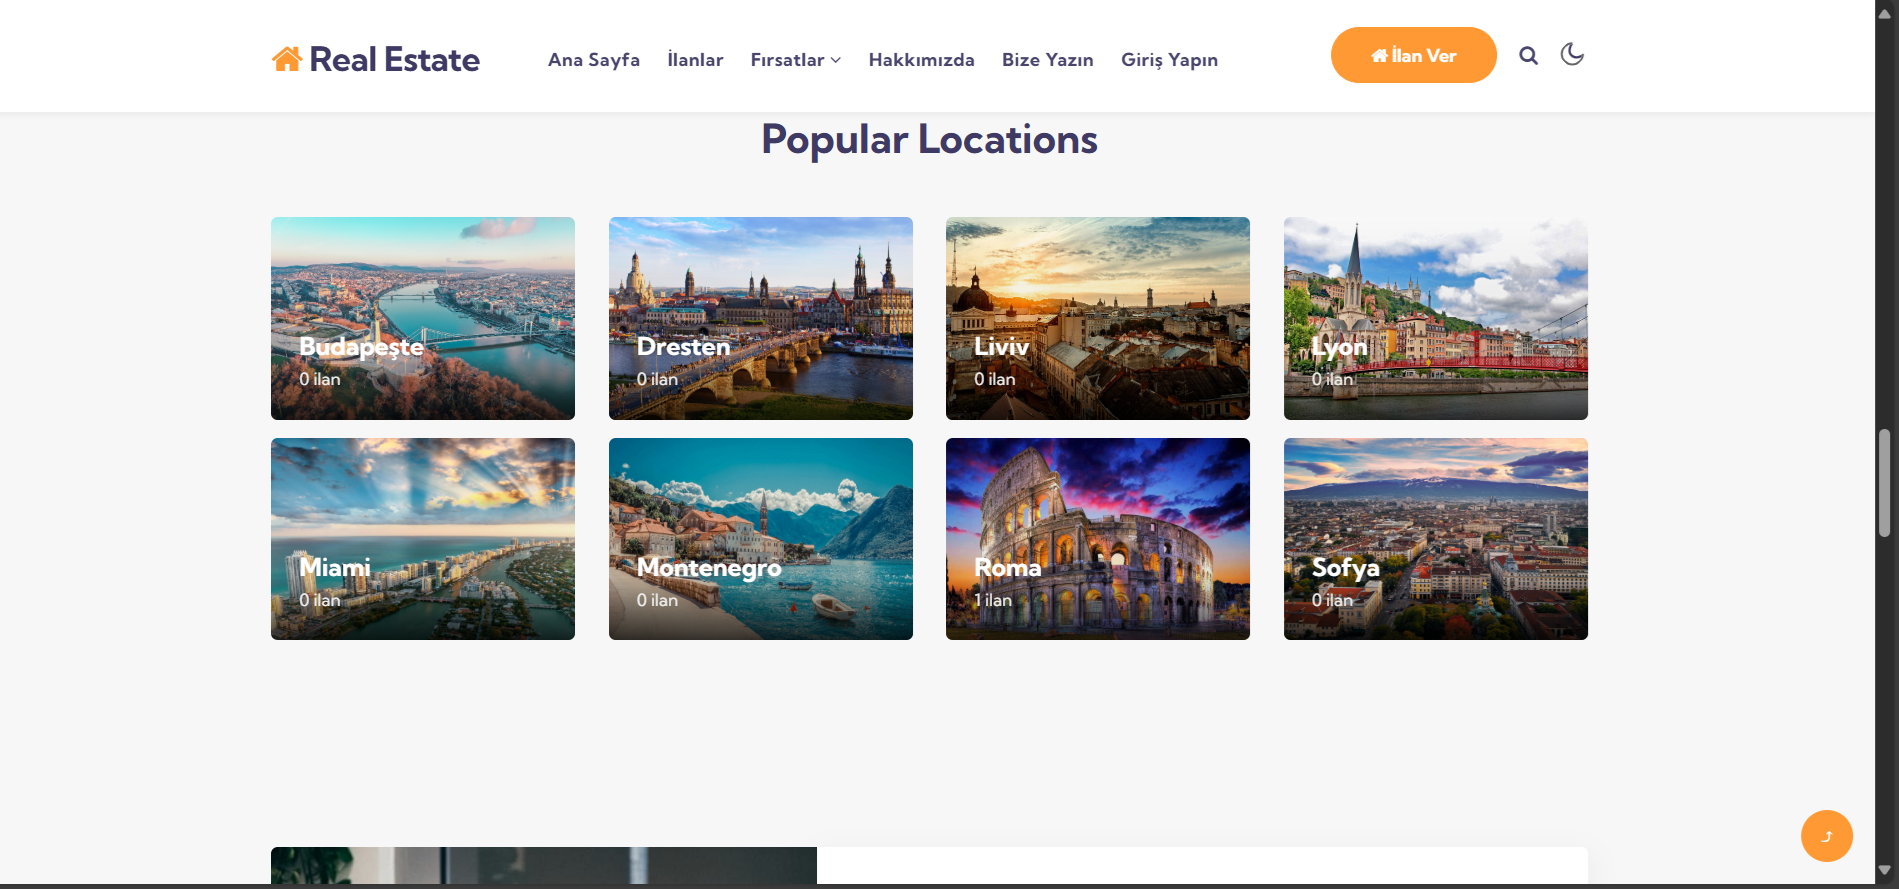 Real Estate
Ana Sayfa İlanlar Fırsatlar Hakkımızda Bize Yazın Giriş Yapın
İlan Ver
Popular Locations
Budapeşte
0 ilan
Dresten
0 ilan
Liviv
0 ilan
Lyon
0 ilan
Miami
0 ilan
Montenegro
0 ilan
Roma
1 ilan
Sofya
0 ilan